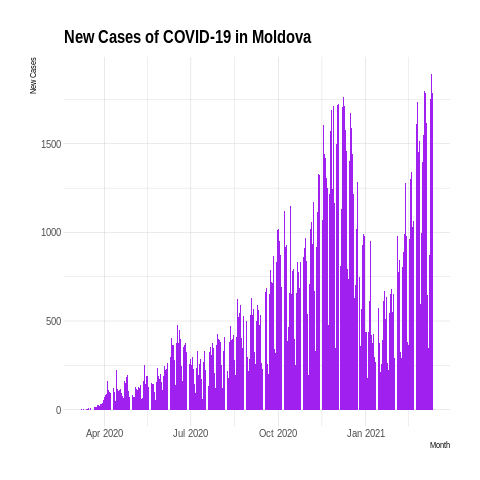 New Cases of COVID-19 in Moldova
New Cases
1500
1000
500
0
Apr 2020 Jul 2020 Oct 2020 Jan 2021
Month